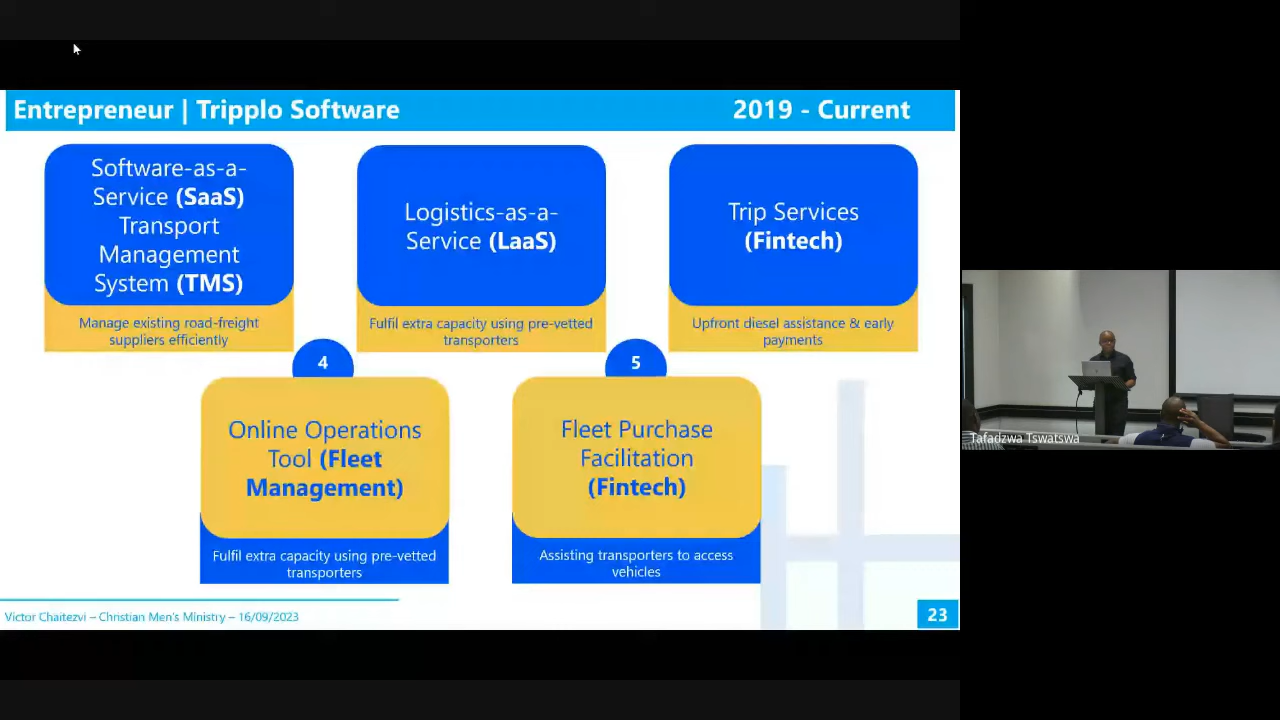 Entrepreneur | Tripplo Software
2019 - Current
Software-as-a-
Service (SaaS)
Transport
Management
System (TMS)
Manage existing road-freight
suppliers efficiently
Logistics-as-a-
Service (LaaS)
Fulfil extra capacity using pre-vetted
transporters
Trip Services
(Fintech)
Upfront diesel assistance & early
payments
4
Online Operations
Tool (Fleet
Management)
Fulfil extra capacity using pre-vetted
transporters
5
Fleet Purchase
Facilitation
(Fintech)
Assisting transporters to access
vehicles
Victor Chaitezvi – Christian Men's Ministry – 16/09/2023
23
Tafadzwa Tswatswa